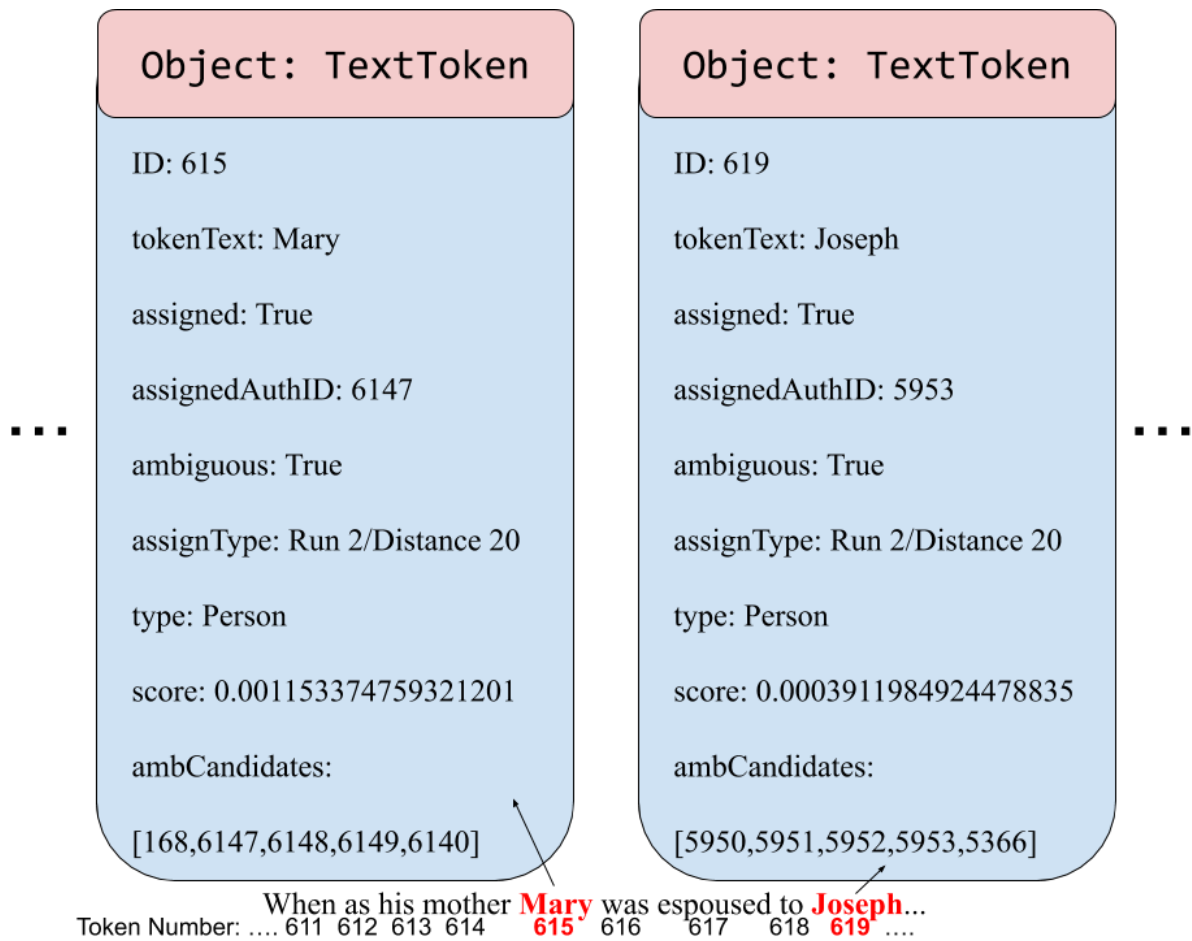 Object: TextToken
ID: 615
tokenText: Mary
assigned: True
assignedAuthID: 6147
ambiguous: True
assignType: Run 2/Distance 20
type: Person
score: 0.001153374759321201
ambCandidates:
[168,6147,6148,6149,6140]
Object: TextToken
ID: 619
tokenText: Joseph
assigned: True
assignedAuthID: 5953
ambiguous: True
assignType: Run 2/Distance 20
type: Person
score: 0.0003911984924478835
ambCandidates:
[5950,5951,5952,5953,5366]
...
...
When as his mother Mary was espoused to Joseph...
Token Number: .... 611 612 613 614 615 616 617 618 619 ....